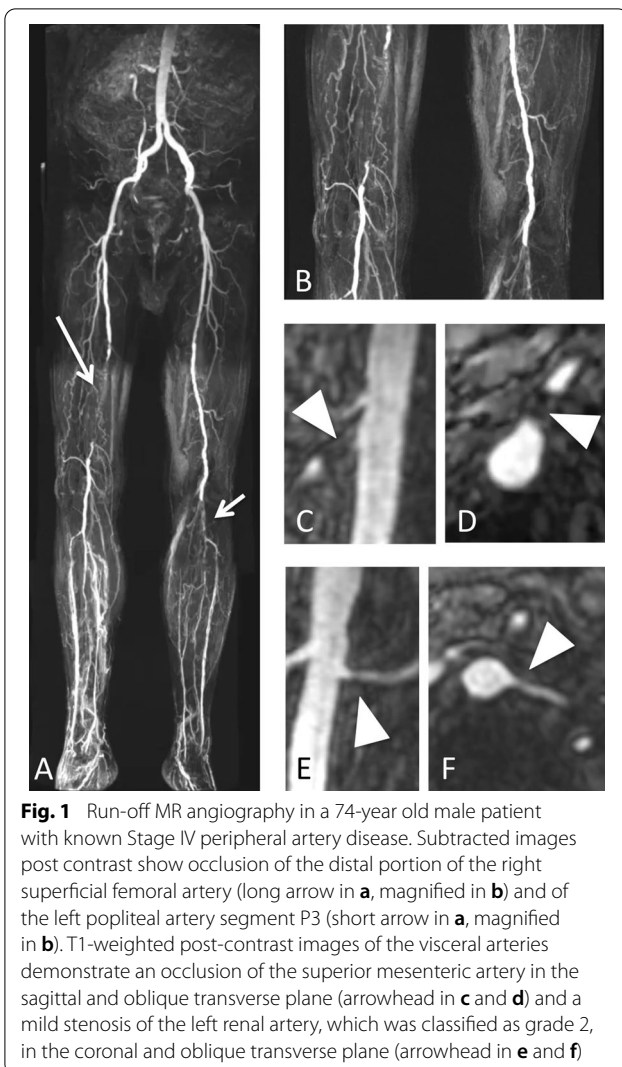 A
B
C
D
E
F
Fig. 1 Run-off MR angiography in a 74-year old male patient
with known Stage IV peripheral artery disease. Subtracted images
post contrast show occlusion of the distal portion of the right
superficial femoral artery (long arrow in a, magnified in b) and of
the left popliteal artery segment P3 (short arrow in a, magnified
in b). T1-weighted post-contrast images of the visceral arteries
demonstrate an occlusion of the superior mesenteric artery in the
sagittal and oblique transverse plane (arrowhead in c and d) and a
mild stenosis of the left renal artery, which was classified as grade 2,
in the coronal and oblique transverse plane (arrowhead in e and f)